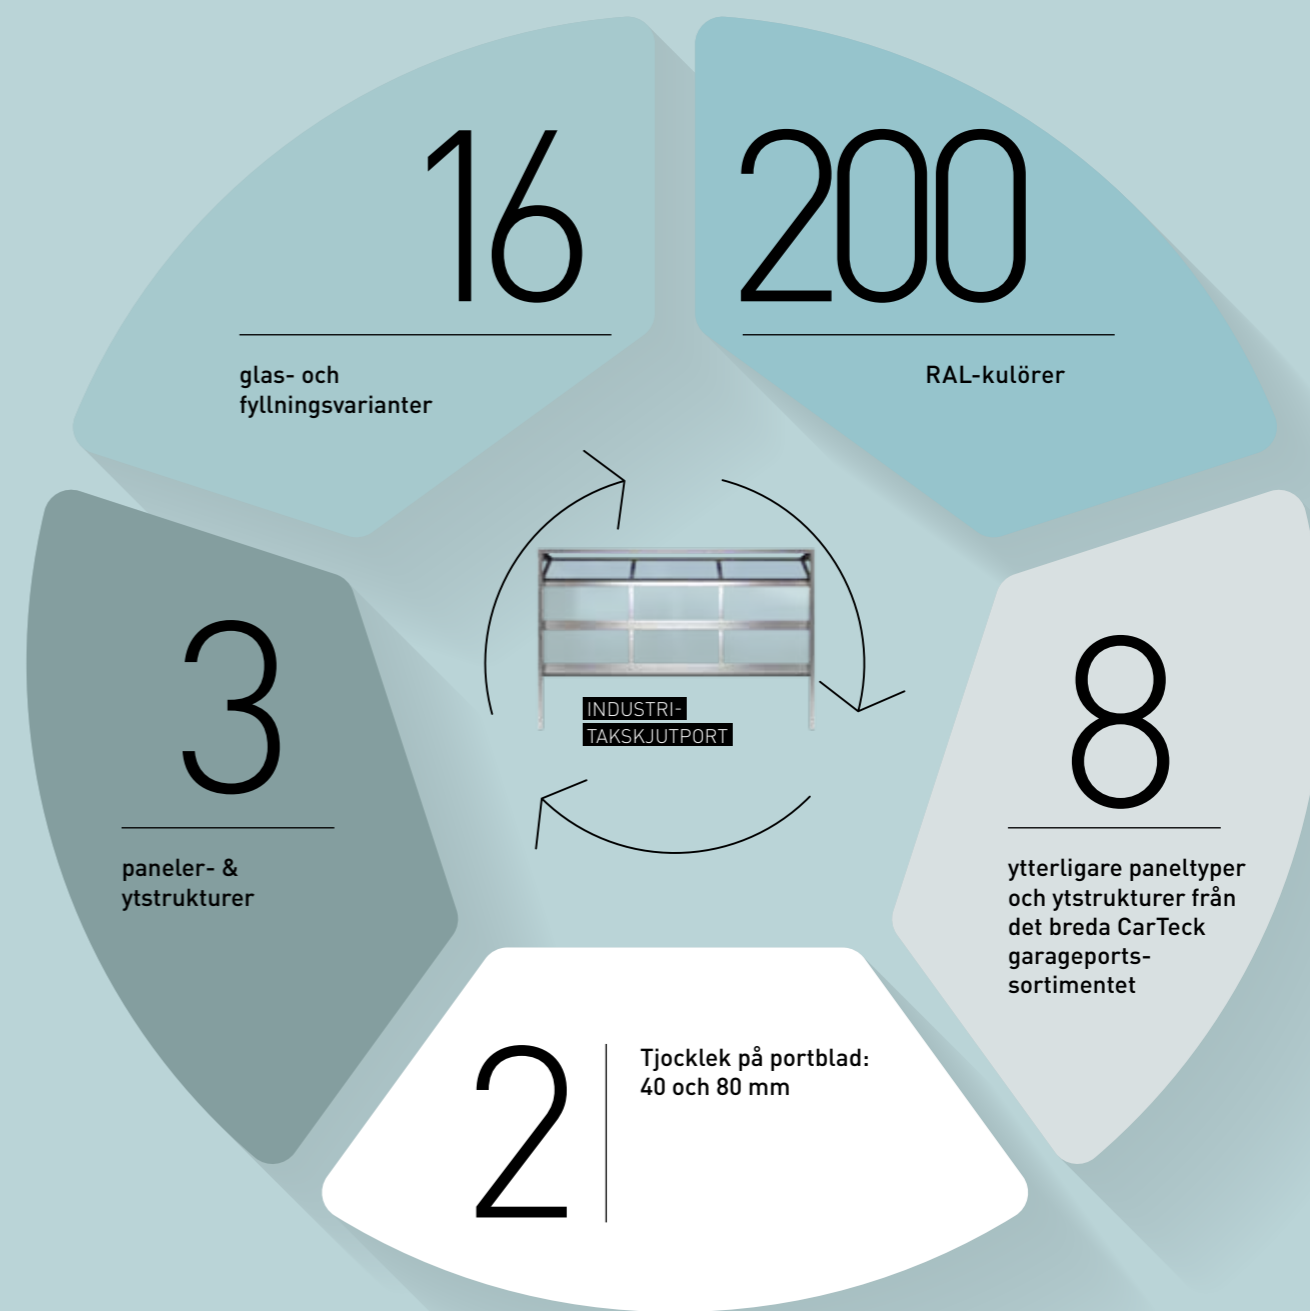 16
glas- och
fyllningsvarianter
200
RAL-kulörer
3
paneler- &
ytstrukturer
INDUSTRI-
TAKSKJUTPORT
8
ytterligare paneltyper
och ytstrukturer från
det breda CarTeck
garageports-
sortimentet
2
Tjocklek på portblad:
40 och 80 mm